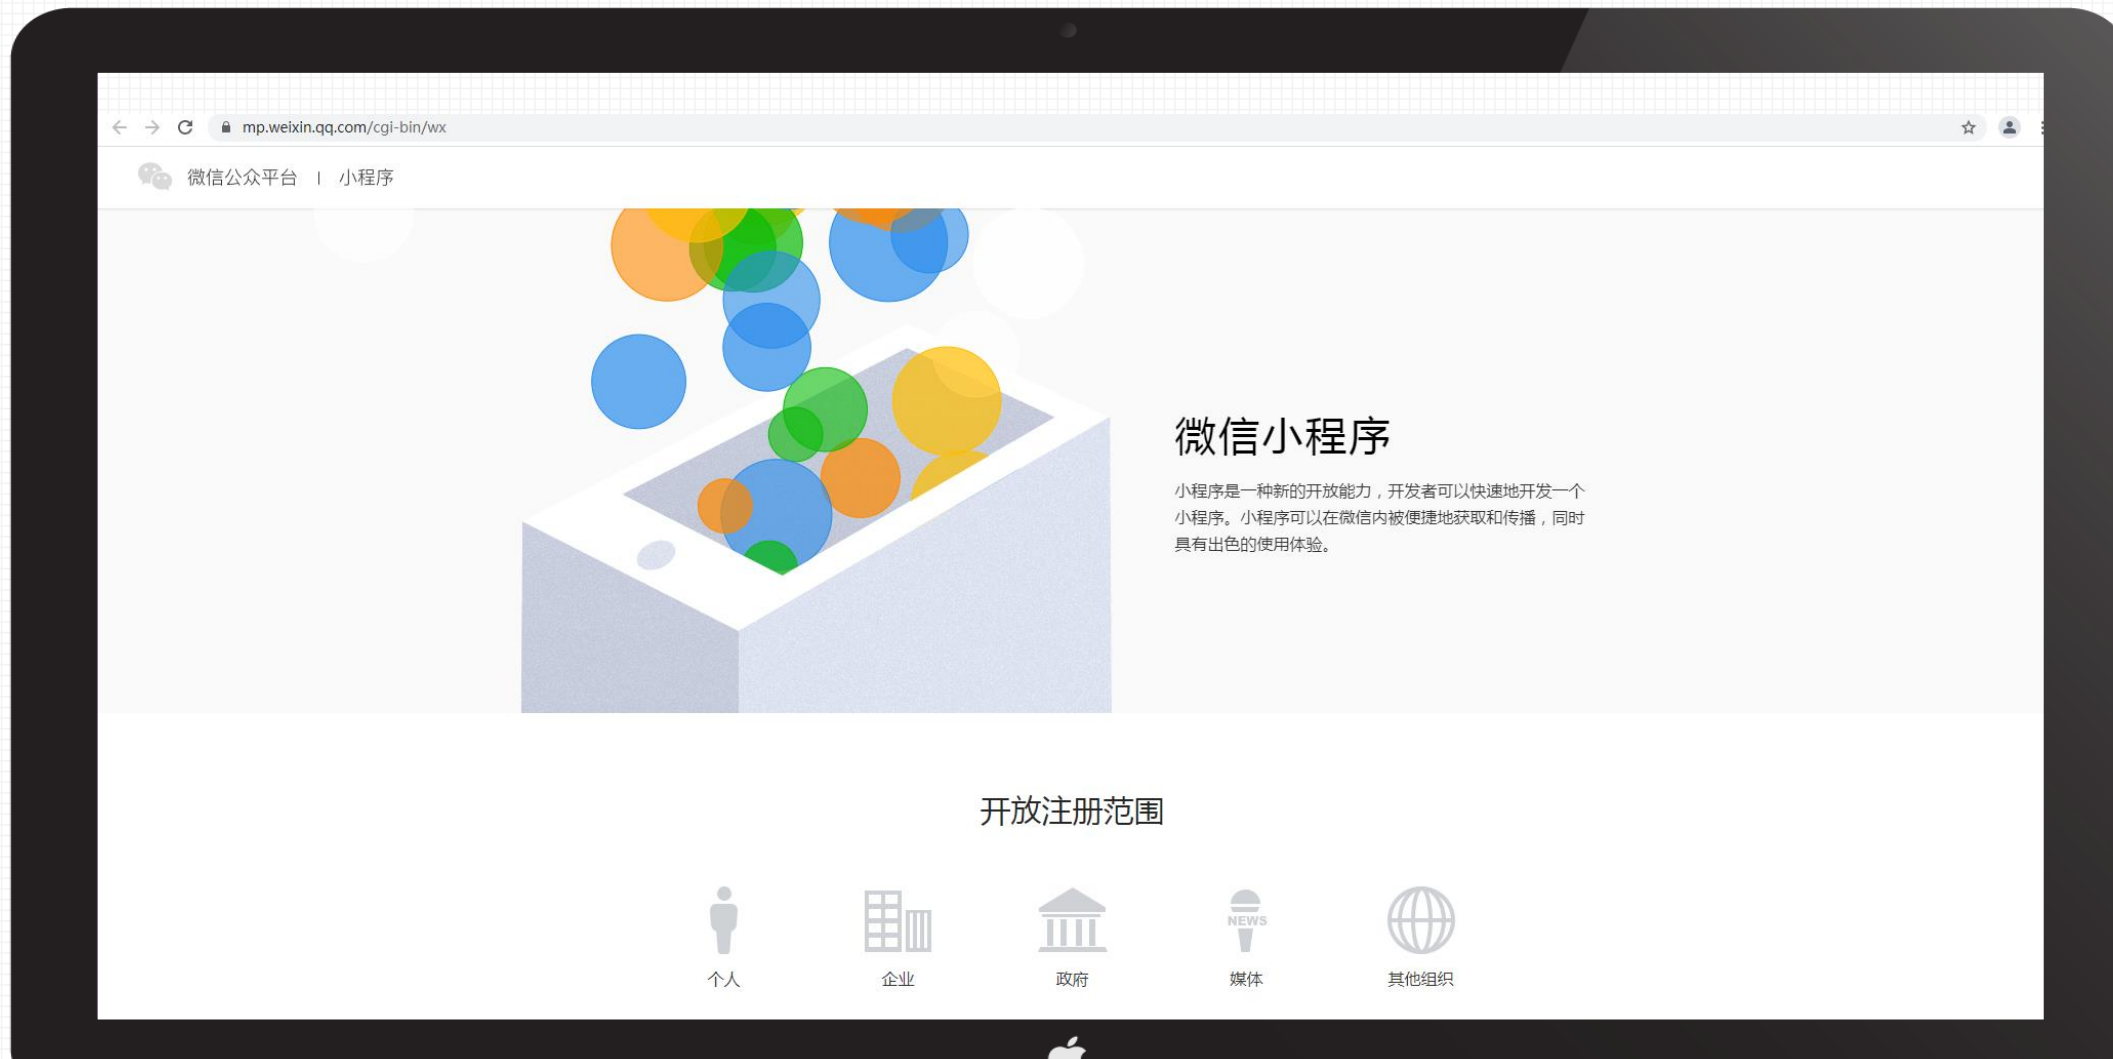 mp.weixin.qq.com/cgi-bin/wx
微信公众平台 | 小程序
微信小程序
小程序是一种新的开放能力，开发者可以快速地开发一个
小程序。小程序可以在微信内被便捷地获取和传播，同时
具有出色的使用体验。
开放注册范围
NEWS
个人 企业 政府 媒体 其他组织